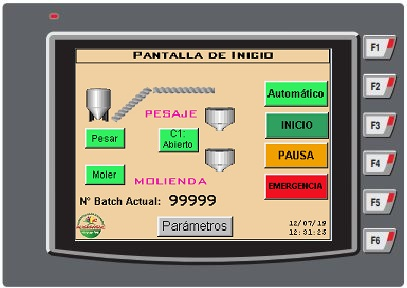 PANTALLA DE INICIO
F1
F2
F3
F4
F5
F6
Automático
PESAJE
INICIO
Pesar
C1:
Abierto
PAUSA
Moler
MOLIENDA
EMERGENCIA
Nº Batch Actual: 99999
Parámetros
12/07/19
12:31:23